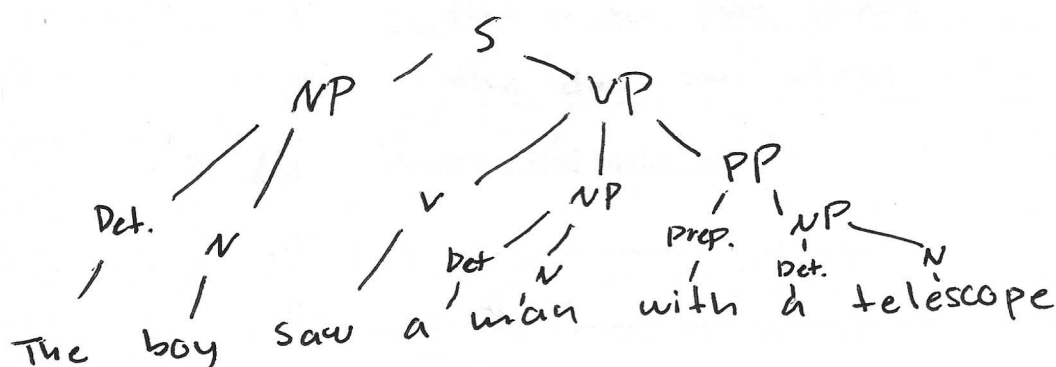 S
NP VP
PP
V NP
Det. N Prep. NP
Det N Det. N
The boy saw a man with a telescope